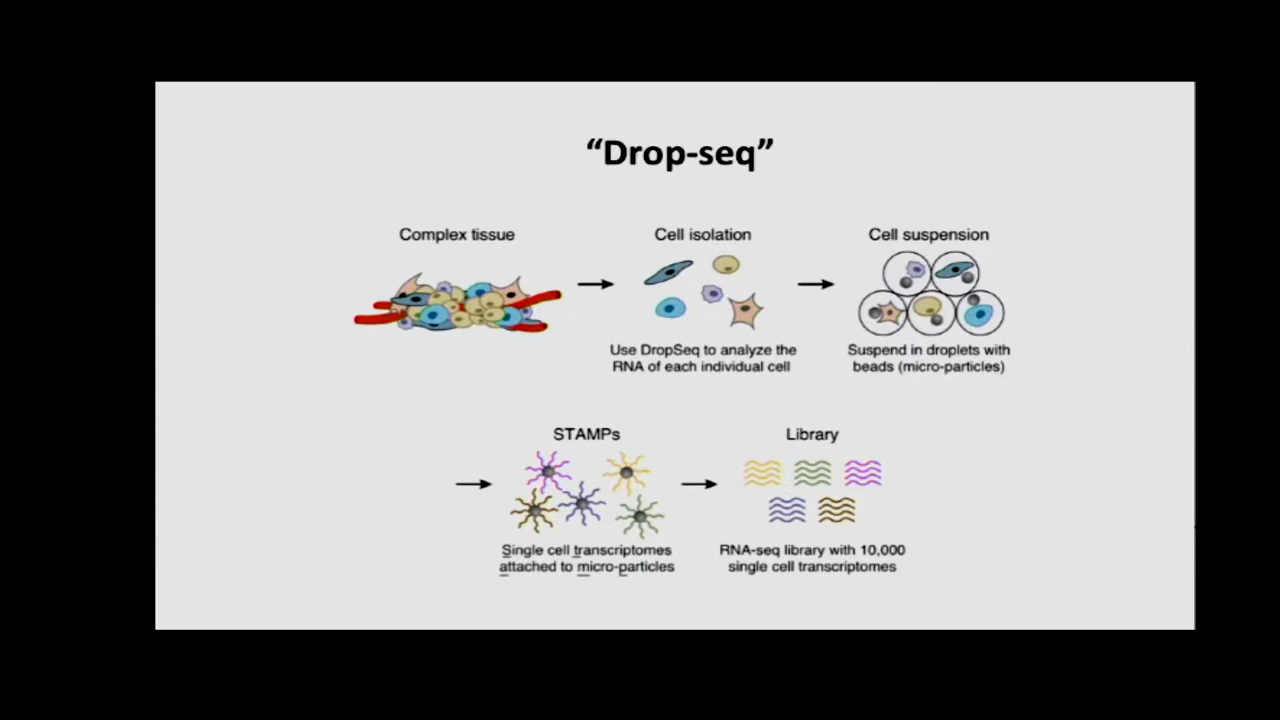 “Drop-seq”
Complex tissue
Cell isolation
Cell suspension
Use DropSeq to analyze the
RNA of each individual cell
Suspend in droplets with
beads (micro-particles)
STAMPs
Library
Single cell transcriptomes
attached to micro-particles
RNA-seq library with 10,000
single cell transcriptomes